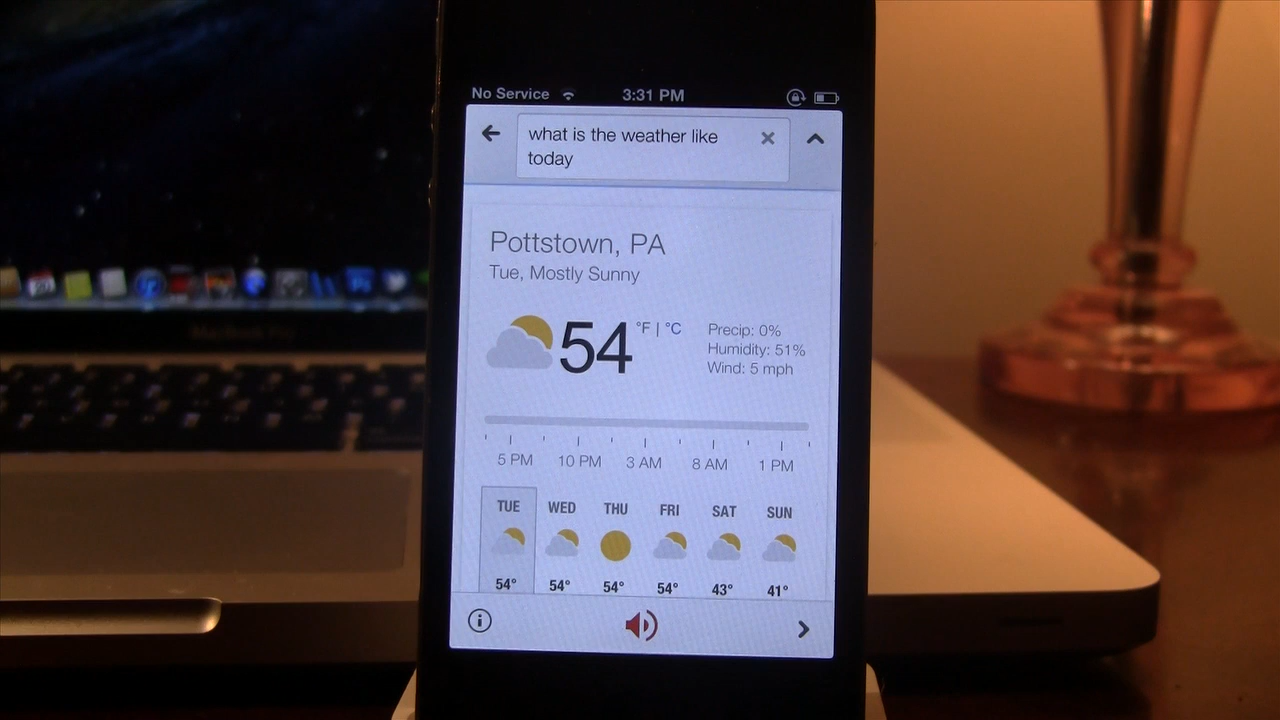 No Service 3:31 PM
what is the weather like
today
Pottstown, PA
Tue, Mostly Sunny
54 °F | °C
Precip: 0%
Humidity: 51%
Wind: 5 mph
5 PM 10 PM 3 AM 8 AM 1 PM
TUE WED THU FRI SAT SUN
54° 54° 54° 54° 43° 41°